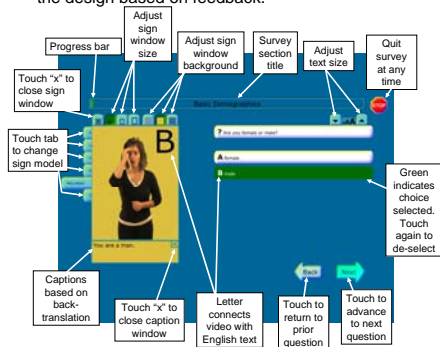 the design based on feedback.
Progress bar
Adjust
sign
window
size
Adjust sign
window
background
Survey
section
title
Adjust
text size
Quit
survey
at any
time
Touch "x" to
close sign
window
Basic Demographics
STOP
A
Touch tab
to change
sign model
B
? Are you female or male?
A female
B male
Green
indicates
choice
selected.
Touch
again to
de-select
You are a man.
Back
Next
Captions
based on
back-
translation
Touch "x" to
close caption
window
Letter
connects
video with
English text
Touch to
return to
prior
question
Touch to
advance
to next
question